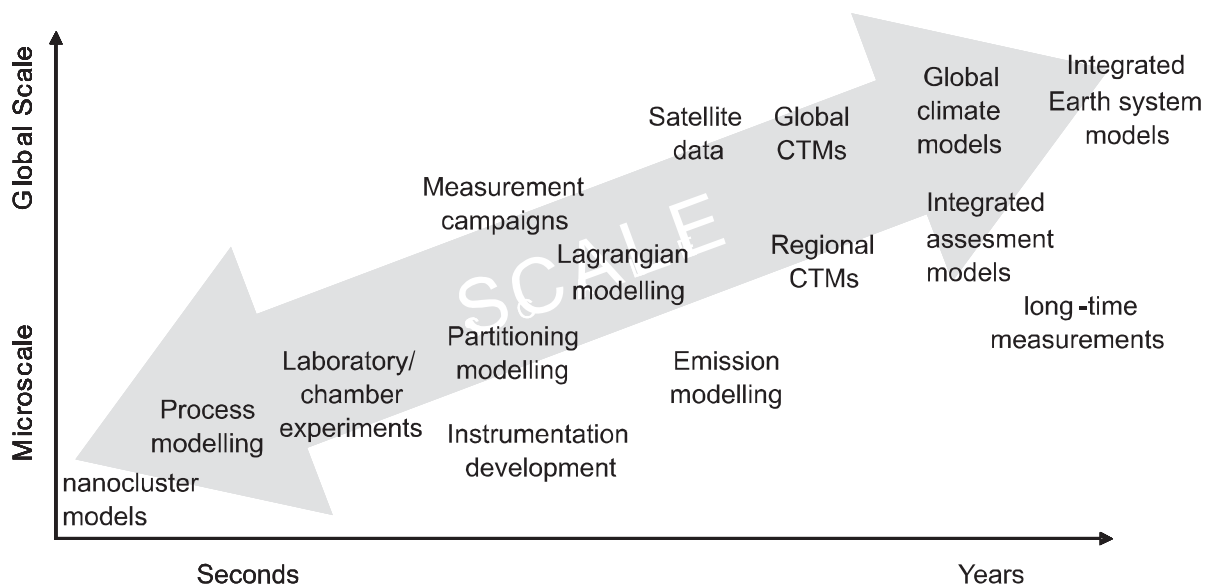 Global Scale
Microscale
Integrated
Earth system
models
Global
climate
models
Satellite
data
Global
CTMs
Measurement
campaigns
Integrated
assesment
models
Lagrangian
modelling
Regional
CTMs
SCALE
long-time
measurements
Partitioning
modelling
Laboratory/
chamber
experiments
Emission
modelling
Process
modelling
Instrumentation
development
nanocluster
models
Seconds
Years